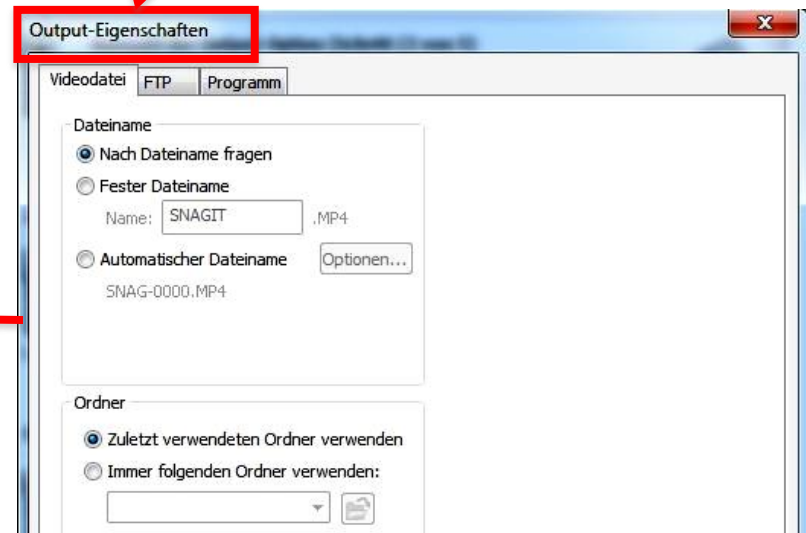 Output-Eigenschaften
Videodatei FTP Programm
Dateiname
Nach Dateiname fragen
Fester Dateiname
Name: SNAGIT .MP4
Automatischer Dateiname Optionen...
SNAG-0000.MP4
Ordner
Zuletzt verwendeten Ordner verwenden
Immer folgenden Ordner verwenden: